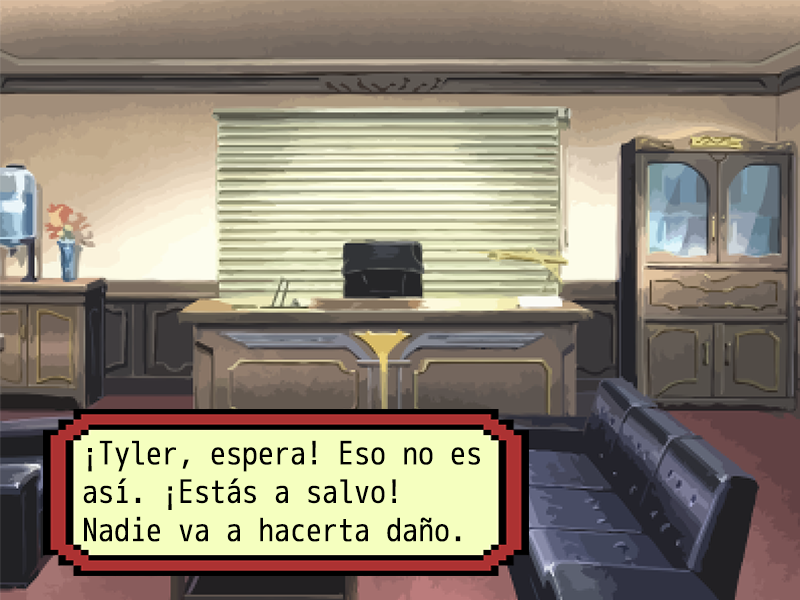 ¡Tyler, espera! Eso no es
así. ¡Estás a salvo!
Nadie va a hacerta daño.